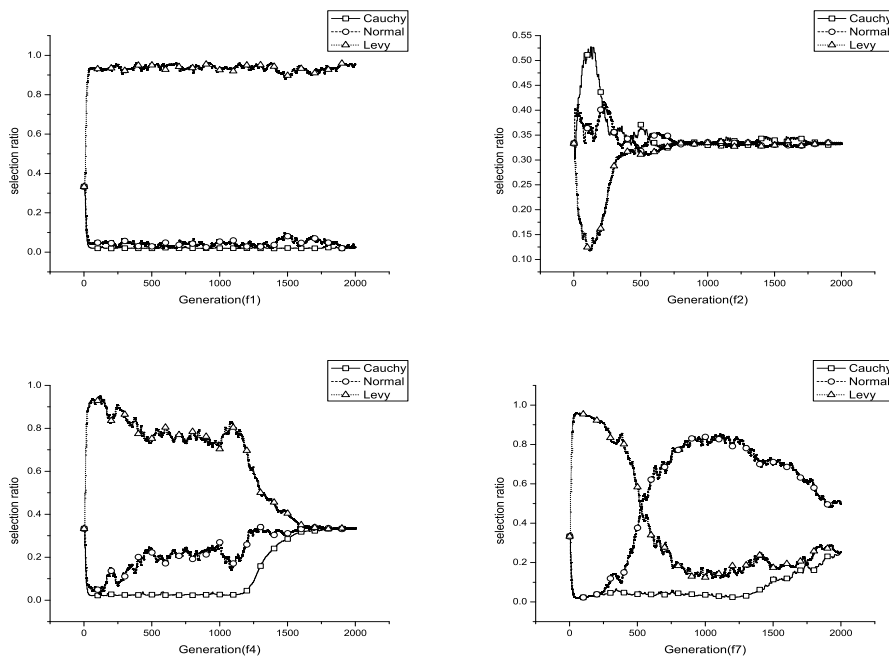 Cauchy
Normal
Levy
1.0
0.8
0.6
0.4
0.2
0.0
selection ratio
0 500 1000 1500 2000
Generation(f1)
Cauchy
Normal
Levy
0.55
0.50
0.45
0.40
0.35
0.30
0.25
0.20
0.15
0.10
selection ratio
0 500 1000 1500 2000
Generation(f2)
Cauchy
Normal
Levy
1.0
0.8
0.6
0.4
0.2
0.0
selection ratio
0 500 1000 1500 2000
Generation(f4)
Cauchy
Normal
Levy
1.0
0.8
0.6
0.4
0.2
0.0
selection ratio
0 500 1000 1500 2000
Generation(f7)